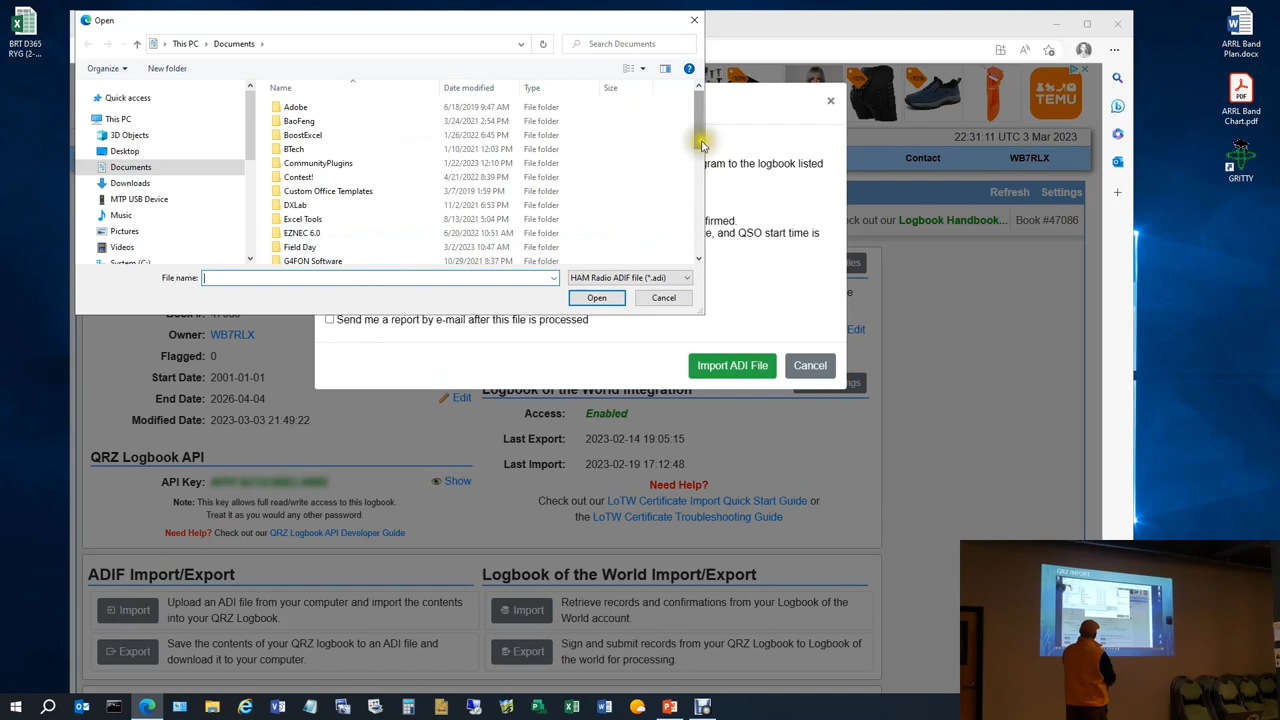 BRT D365
RYG (2-...
Open
This PC > Documents >
Search Documents
Organize
New folder
Name
Date modified
Type
Size
Quick access
This PC
3D Objects
Desktop
Documents
Downloads
MTP USB Device
Music
Pictures
Videos
System (C:)
Adobe 6/18/2019 9:47 AM File folder
BaoFeng 3/24/2021 2:54 PM File folder
BoostExcel 1/26/2022 6:45 PM File folder
BTech 1/10/2021 12:03 PM File folder
CommunityPlugins 1/22/2023 12:10 PM File folder
Contest! 4/21/2022 8:39 PM File folder
Custom Office Templates 3/7/2019 1:59 PM File folder
DXLab 11/2/2021 6:53 PM File folder
Excel Tools 8/13/2021 5:04 PM File folder
EZNEC 6.0 6/20/2022 10:51 AM File folder
Field Day 3/2/2023 10:47 AM File folder
G4FON Software 10/29/2021 8:37 PM File folder
File name:
HAM Radio ADIF file (*.adi)
Open
Cancel
ARRL Band
Plan.docx
ARRL Band
Chart.pdf
GRITTY
TEMU
22:31:11 UTC 3 Mar 2023
Contact
WB7RLX
gram to the logbook listed
Refresh
Settings
firmed.
eck out our Logbook Handbook...
Book #47086
e, and QSO start time is
Send me a report by e-mail after this file is processed
Import ADI File
Cancel
Edit
Owner: WB7RLX
Flagged: 0
Start Date: 2001-01-01
End Date: 2026-04-04
Edit
Modified Date: 2023-03-03 21:49:22
QRZ Logbook API
API Key:
Show
Note: This key allows full read/write access to this logbook.
Treat it as you would any other password.
Need Help? Check out our QRZ Logbook API Developer Guide
Logbook of the World Integration
Access: Enabled
Last Export: 2023-02-14 19:05:15
Last Import: 2023-02-19 17:12:48
Need Help?
Check out our LoTW Certificate Import Quick Start Guide or
the LoTW Certificate Troubleshooting Guide
ADIF Import/Export
Import
Upload an ADI file from your computer and import the contents
into your QRZ Logbook.
Export
Save the contents of your QRZ logbook to an ADI file and
download it to your computer.
Logbook of the World Import/Export
Import
Retrieve records and confirmations from your Logbook of the
World account.
Export
Sign and submit records from your QRZ Logbook to Logbook of
the world for processing.
QRZ IMPORT